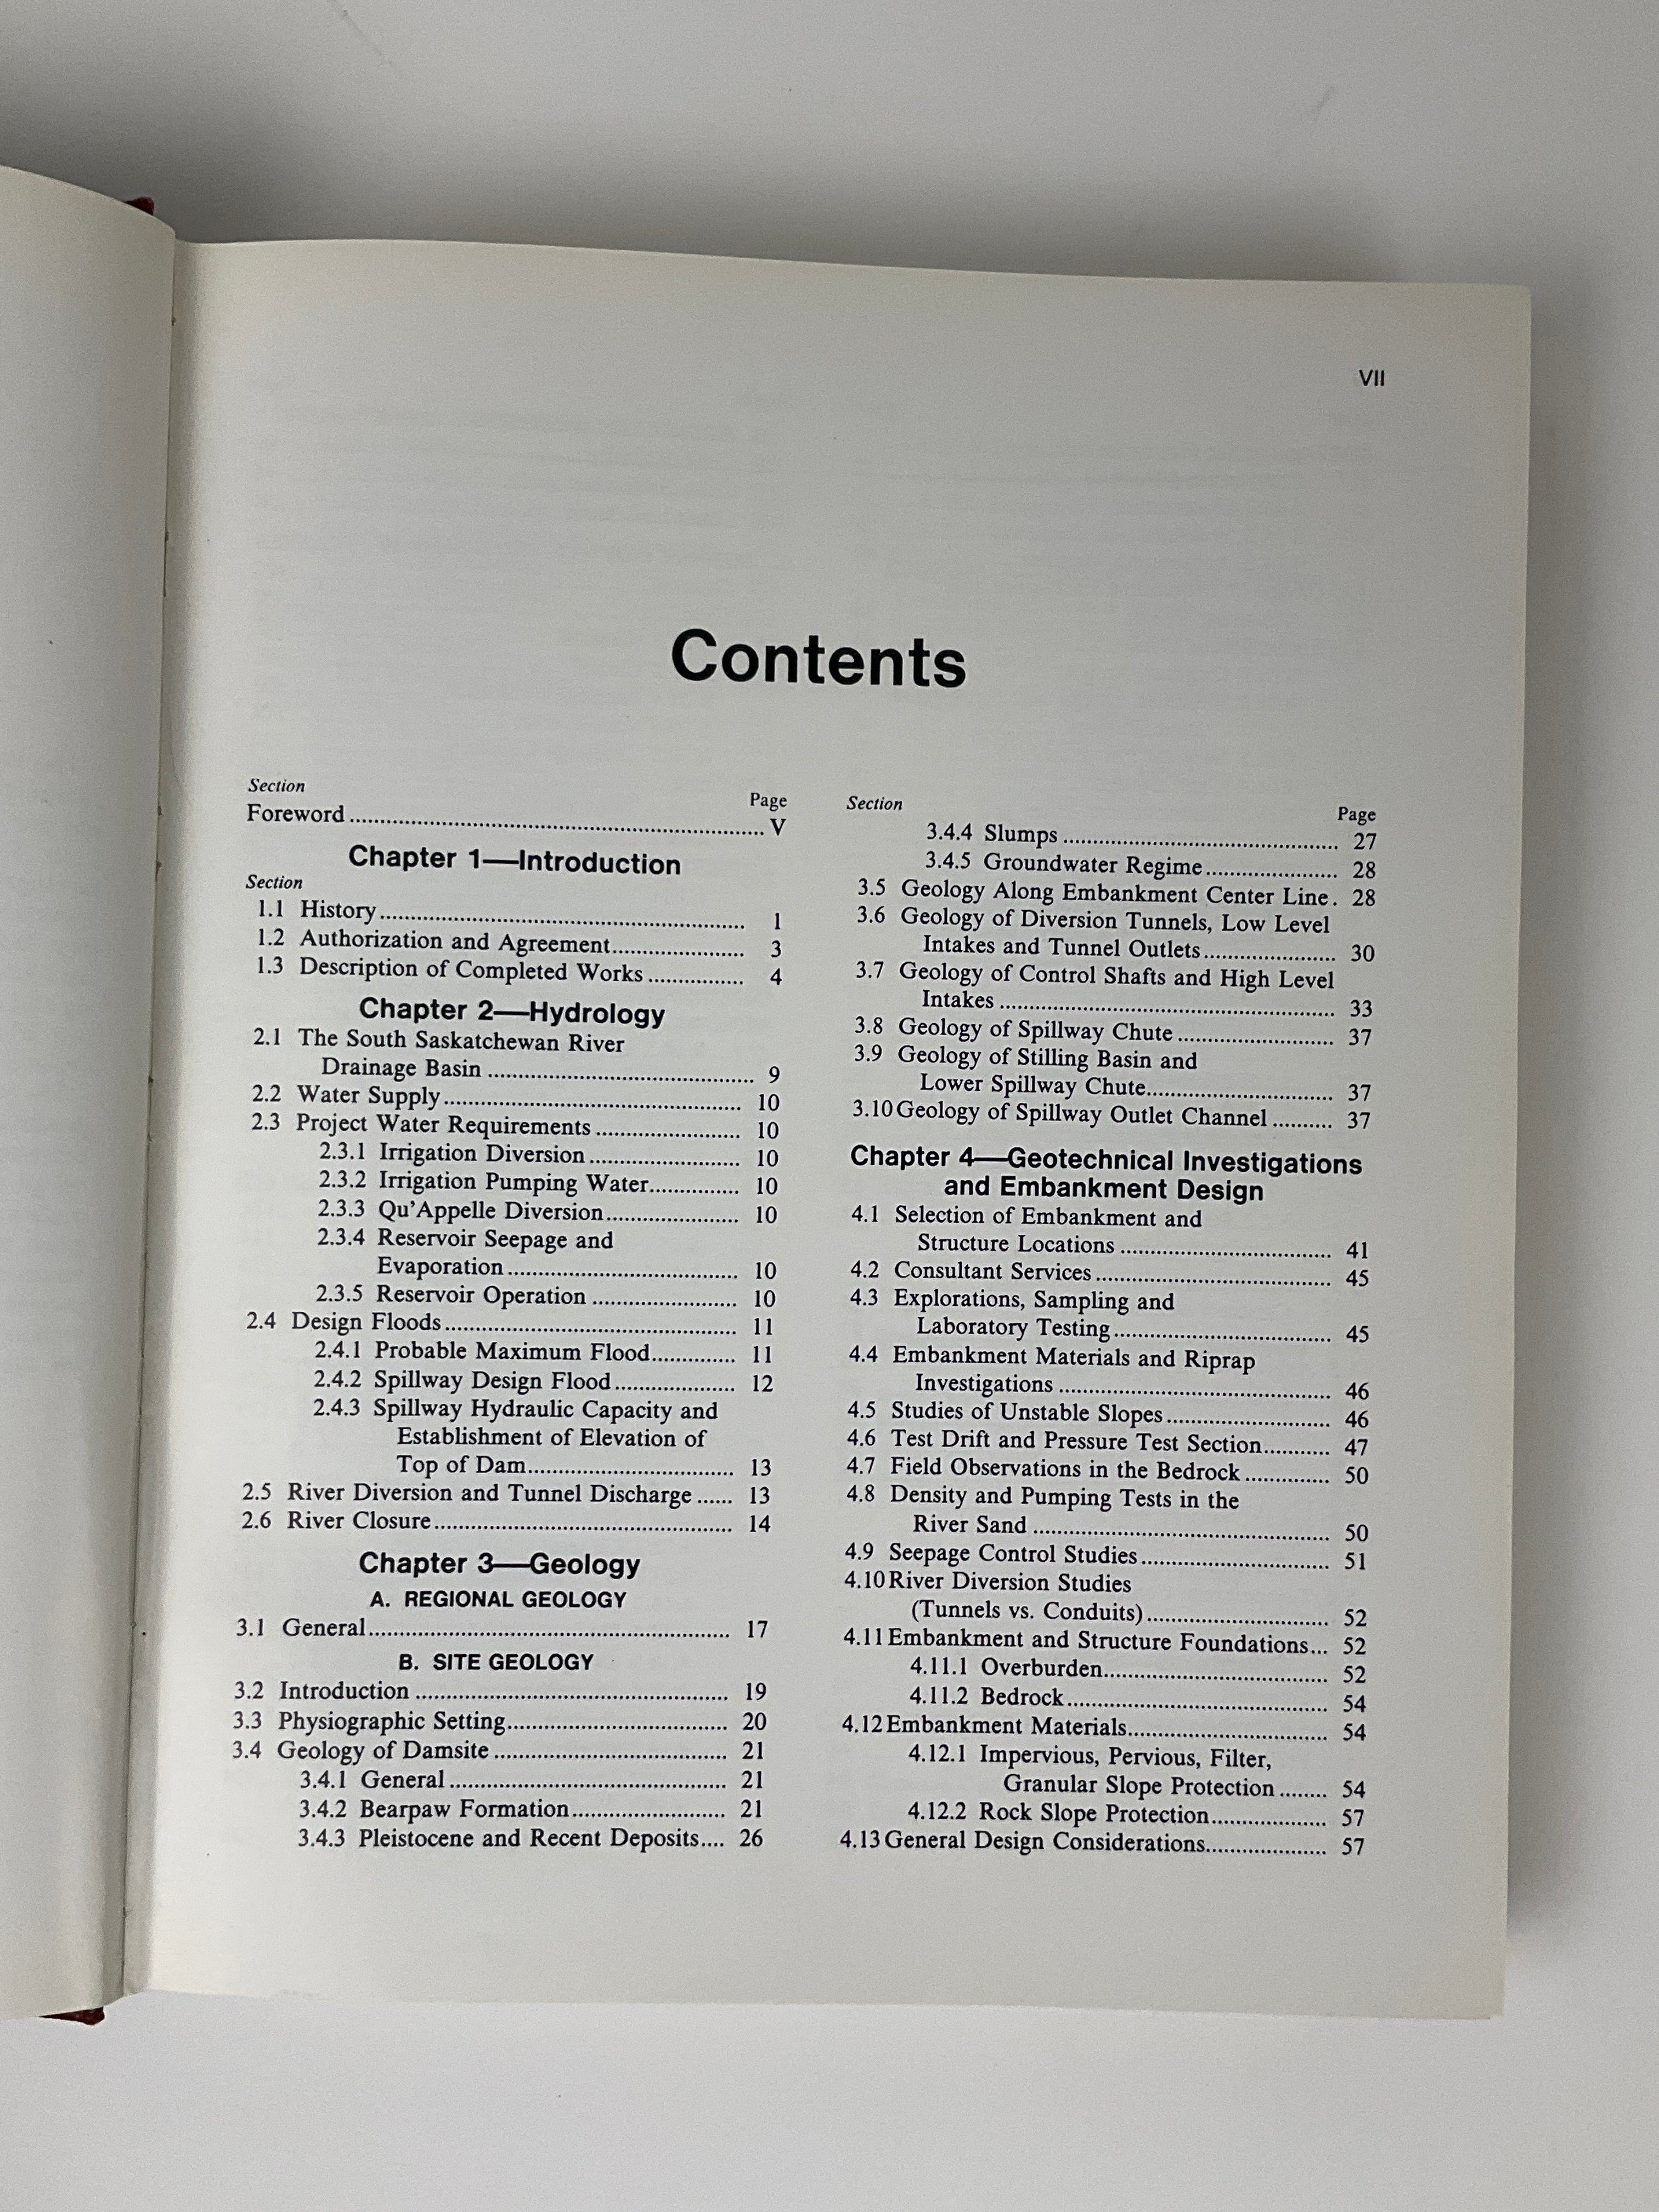 VII
Contents
Section
Page
Foreword ........ V
Chapter 1—Introduction
Section
1.1 History ........ 1
1.2 Authorization and Agreement ........ 3
1.3 Description of Completed Works ........ 4
Chapter 2—Hydrology
2.1 The South Saskatchewan River
Drainage Basin ........ 9
2.2 Water Supply ........ 10
2.3 Project Water Requirements ........ 10
2.3.1 Irrigation Diversion ........ 10
2.3.2 Irrigation Pumping Water ........ 10
2.3.3 Qu'Appelle Diversion ........ 10
2.3.4 Reservoir Seepage and
Evaporation ........ 10
2.3.5 Reservoir Operation ........ 10
2.4 Design Floods ........ 11
2.4.1 Probable Maximum Flood ........ 11
2.4.2 Spillway Design Flood ........ 12
2.4.3 Spillway Hydraulic Capacity and
Establishment of Elevation of
Top of Dam ........ 13
2.5 River Diversion and Tunnel Discharge ...... 13
2.6 River Closure ........ 14
Chapter 3—Geology
A. REGIONAL GEOLOGY
3.1 General ........ 17
B. SITE GEOLOGY
3.2 Introduction ........ 19
3.3 Physiographic Setting ........ 20
3.4 Geology of Damsite ........ 21
3.4.1 General ........ 21
3.4.2 Bearpaw Formation ........ 21
3.4.3 Pleistocene and Recent Deposits .... 26
Section
Page
3.4.4 Slumps ........ 27
3.4.5 Groundwater Regime ........ 28
3.5 Geology Along Embankment Center Line . 28
3.6 Geology of Diversion Tunnels, Low Level
Intakes and Tunnel Outlets ........ 30
3.7 Geology of Control Shafts and High Level
Intakes ........ 33
3.8 Geology of Spillway Chute ........ 37
3.9 Geology of Stilling Basin and
Lower Spillway Chute ........ 37
3.10 Geology of Spillway Outlet Channel ........ 37
Chapter 4—Geotechnical Investigations
and Embankment Design
4.1 Selection of Embankment and
Structure Locations ........ 41
4.2 Consultant Services ........ 45
4.3 Explorations, Sampling and
Laboratory Testing ........ 45
4.4 Embankment Materials and Riprap
Investigations ........ 46
4.5 Studies of Unstable Slopes ........ 46
4.6 Test Drift and Pressure Test Section ........ 47
4.7 Field Observations in the Bedrock ........ 50
4.8 Density and Pumping Tests in the
River Sand ........ 50
4.9 Seepage Control Studies ........ 51
4.10 River Diversion Studies
(Tunnels vs. Conduits) ........ 52
4.11 Embankment and Structure Foundations ... 52
4.11.1 Overburden ........ 52
4.11.2 Bedrock ........ 54
4.12 Embankment Materials ........ 54
4.12.1 Impervious, Pervious, Filter,
Granular Slope Protection ........ 54
4.12.2 Rock Slope Protection ........ 57
4.13 General Design Considerations ........ 57